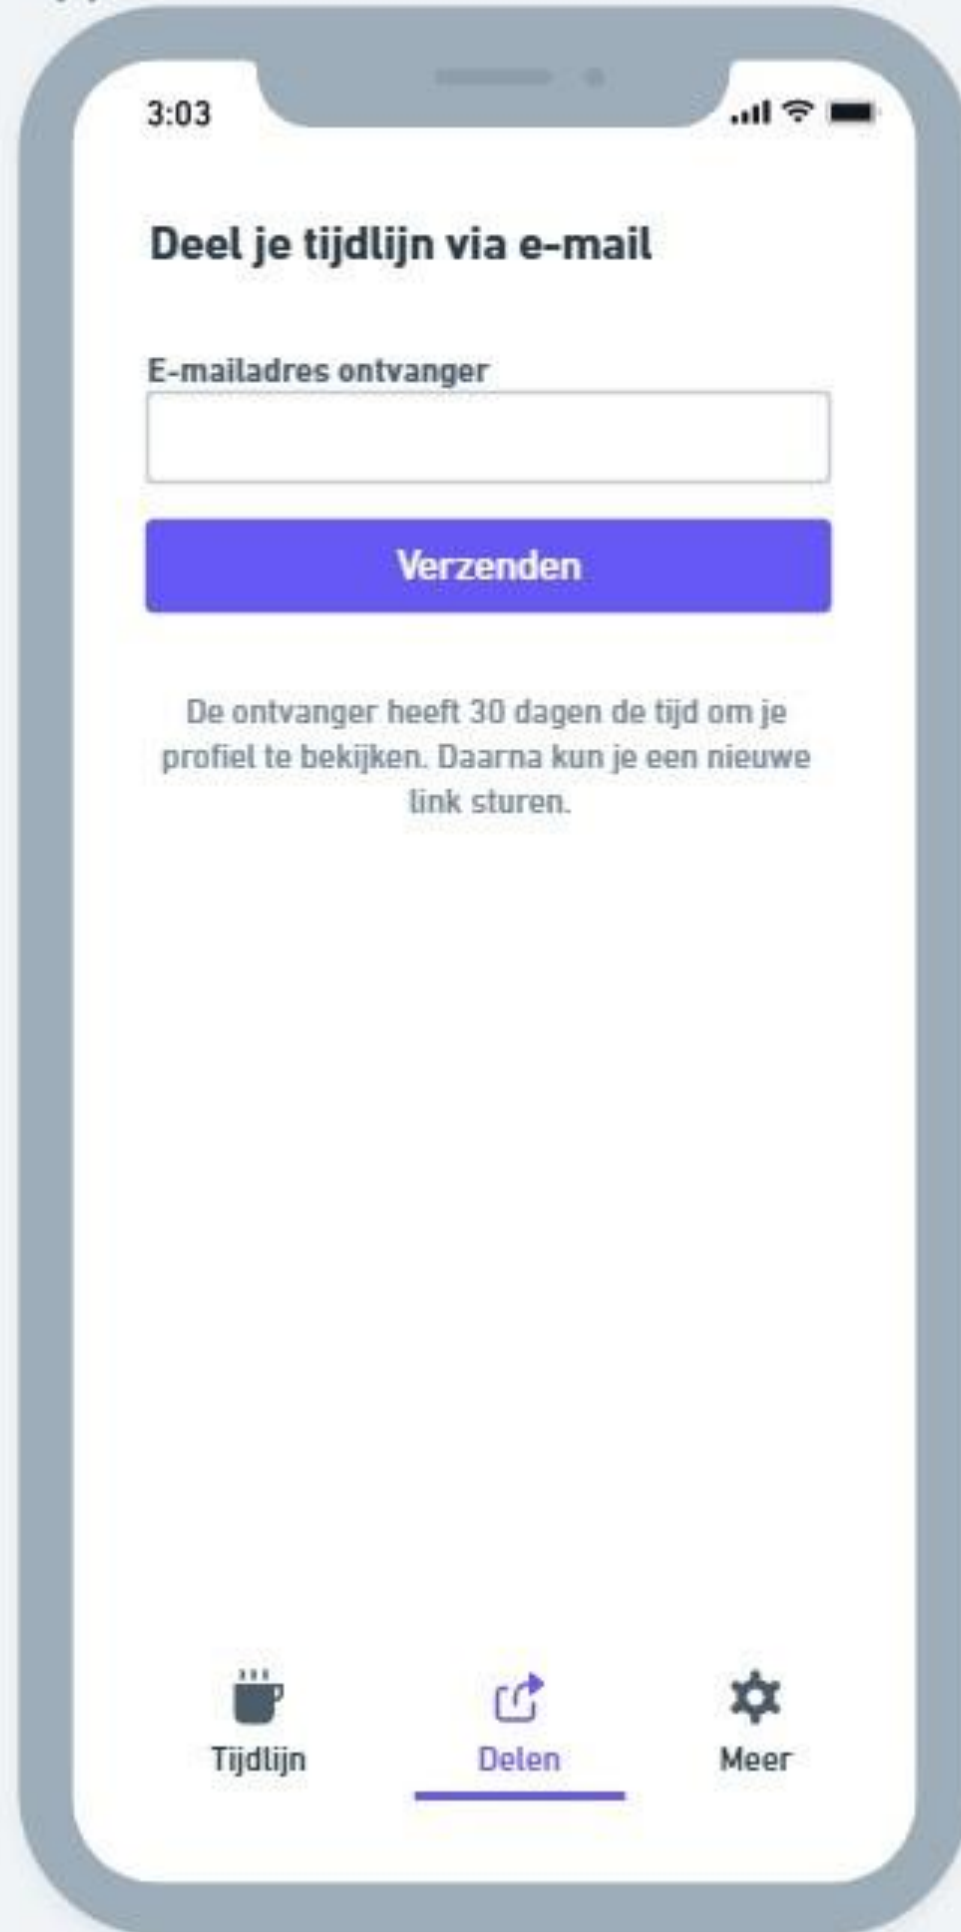 3:03
Deel je tijdlijn via e-mail
E-mailadres ontvanger
Verzenden
De ontvanger heeft 30 dagen de tijd om je
profiel te bekijken. Daarna kun je een nieuwe
link sturen.
Tijdlijn
Delen
Meer